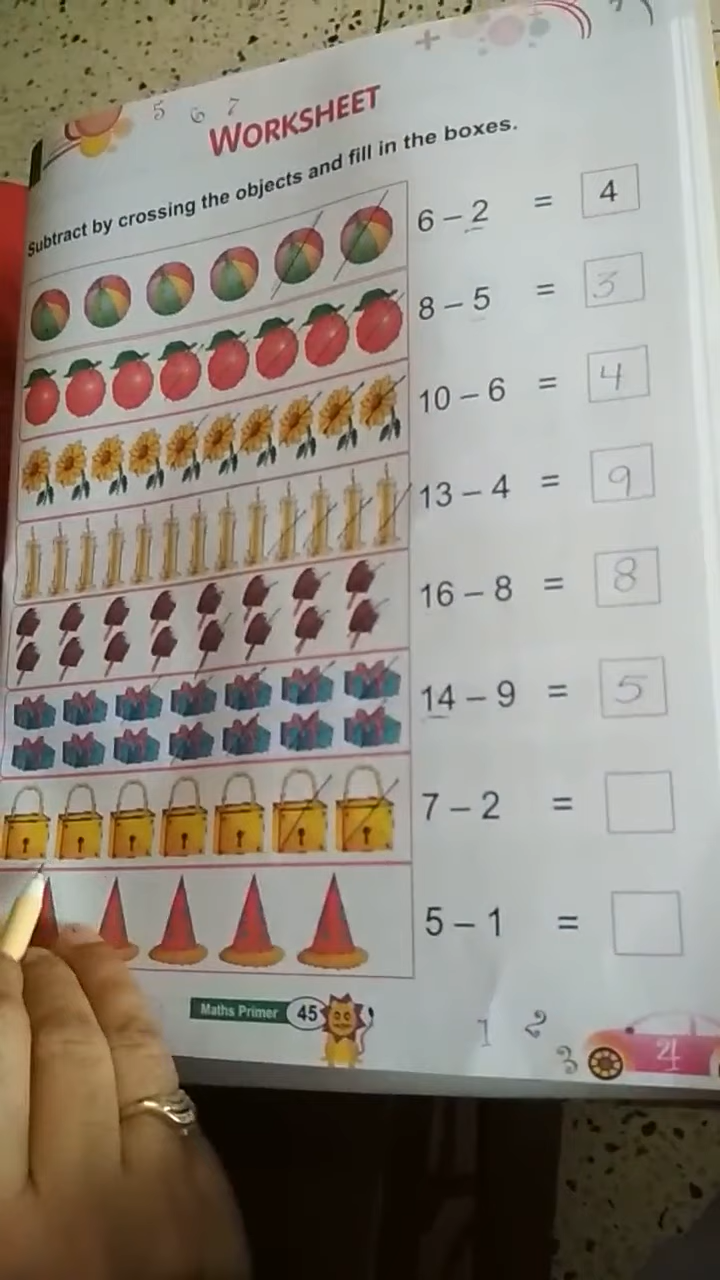 5 6 7
WORKSHEET
Subtract by crossing the objects and fill in the boxes.
6 – 2 = 4
8 – 5 = 3
10 – 6 = 4
13 – 4 = 9
16 – 8 = 8
14 – 9 = 5
7 – 2 =
5 – 1 =
Maths Primer 45
1 2
3 4